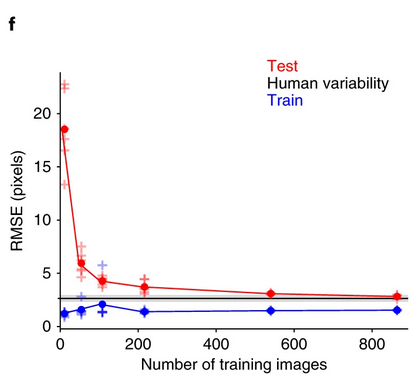 f
Test
Human variability
Train
20
15
10
5
0
RMSE (pixels)
0 200 400 600 800
Number of training images